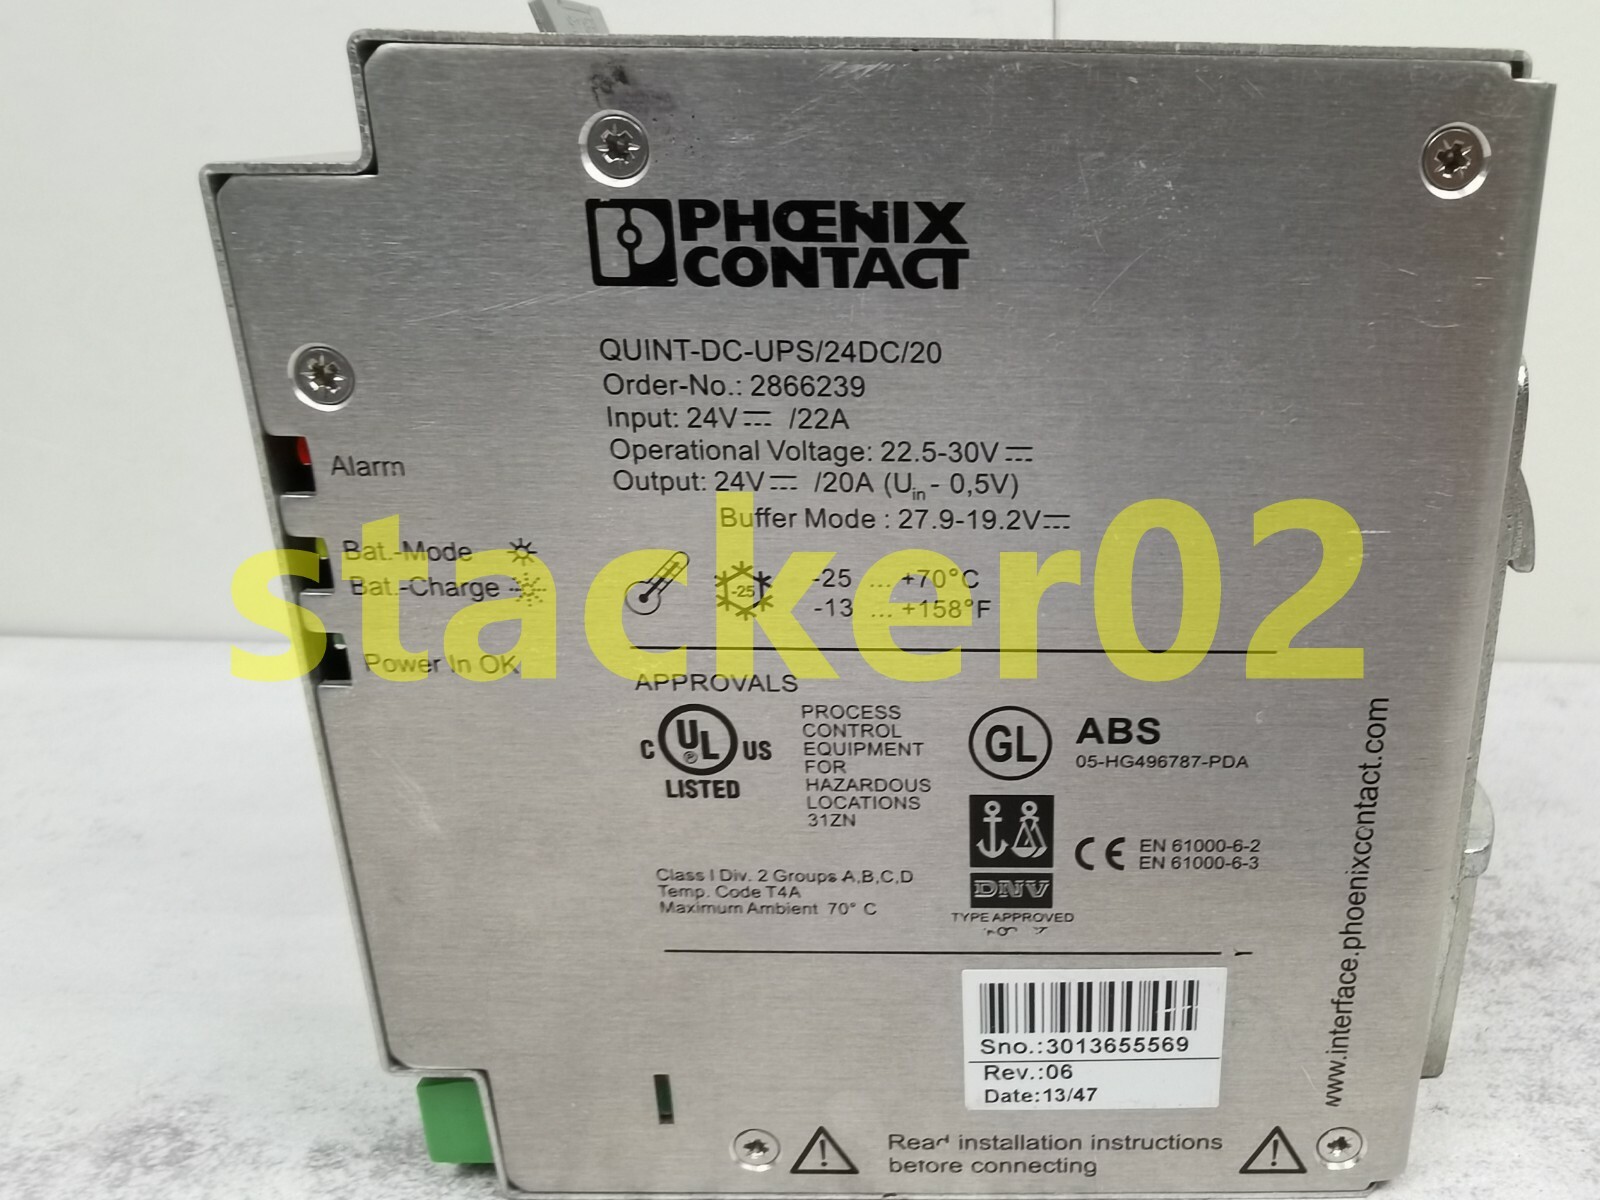 PHŒNIX
CONTACT
QUINT-DC-UPS/24DC/20
Order-No.: 2866239
Input: 24V /22A
Operational Voltage: 22.5-30V
Output: 24V /20A (Uin - 0,5V)
Buffer Mode : 27.9-19.2V
Alarm
Bat.-Mode
Bat.-Charge
Power In OK
-25
-25 ... +70°C
-13 ... +158°F
stacker02
APPROVALS
C UL US
®
LISTED
PROCESS
CONTROL
EQUIPMENT
FOR
HAZARDOUS
LOCATIONS
31ZN
GL
ABS
05-HG496787-PDA
DNV
TYPE APPROVED
CE
EN 61000-6-2
EN 61000-6-3
Class I Div. 2 Groups A,B,C,D
Temp. Code T4A
Maximum Ambient 70° C
www.interface.phoenixcontact.com
Sno.:3013655569
Rev.:06
Date:13/47
Read installation instructions
before connecting